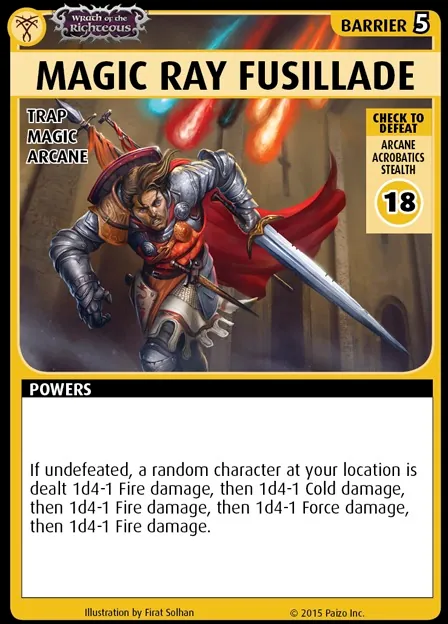 Wrath of the
Righteous
BARRIER 5
MAGIC RAY FUSILLADE
TRAP
MAGIC
ARCANE
CHECK TO
DEFEAT
ARCANE
ACROBATICS
STEALTH
18
POWERS
If undefeated, a random character at your location is
dealt 1d4-1 Fire damage, then 1d4-1 Cold damage,
then 1d4-1 Fire damage, then 1d4-1 Force damage,
then 1d4-1 Fire damage.
Illustration by Firat Solhan
© 2015 Paizo Inc.